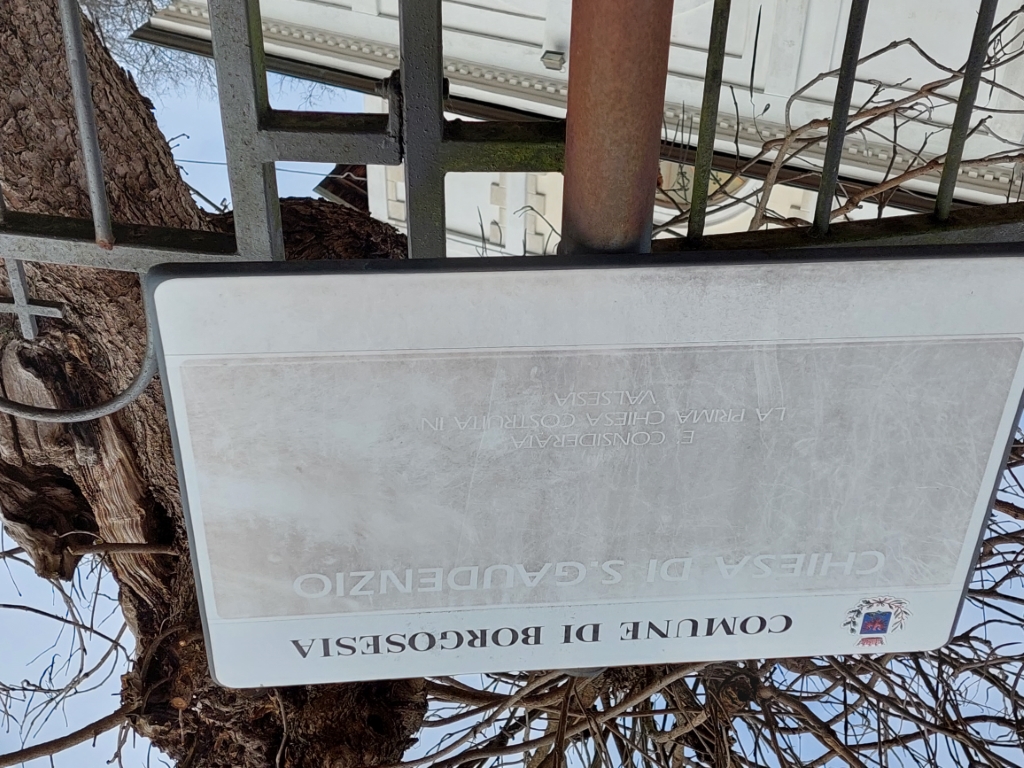 COMUNE DI BORGOSESIA
CHIESA DI S.GAUDENZIO
E' CONSIDERATA
LA PRIMA CHIESA COSTRUITA IN
VALSESIA